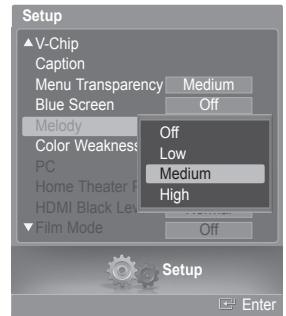 Setup
▲V-Chip
Caption
Menu Transparency Medium
Blue Screen Off
Melody
Color Weakness
PC
Home Theater P
HDMI Black Lev Normal
▼Film Mode Off
Off
Low
Medium
High
Setup
Enter